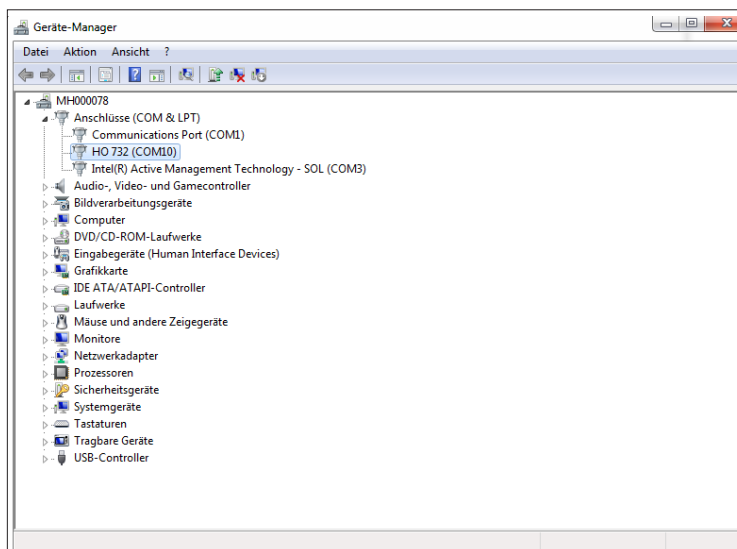 Geräte-Manager
Datei Aktion Ansicht ?
MH000078
Anschlüsse (COM & LPT)
Communications Port (COM1)
HO 732 (COM10)
Intel(R) Active Management Technology - SOL (COM3)
Audio-, Video- und Gamecontroller
Bildverarbeitungsgeräte
Computer
DVD/CD-ROM-Laufwerke
Eingabegeräte (Human Interface Devices)
Grafikkarte
IDE ATA/ATAPI-Controller
Laufwerke
Mäuse und andere Zeigegeräte
Monitore
Netzwerkadapter
Prozessoren
Sicherheitsgeräte
Systemgeräte
Tastaturen
Tragbare Geräte
USB-Controller